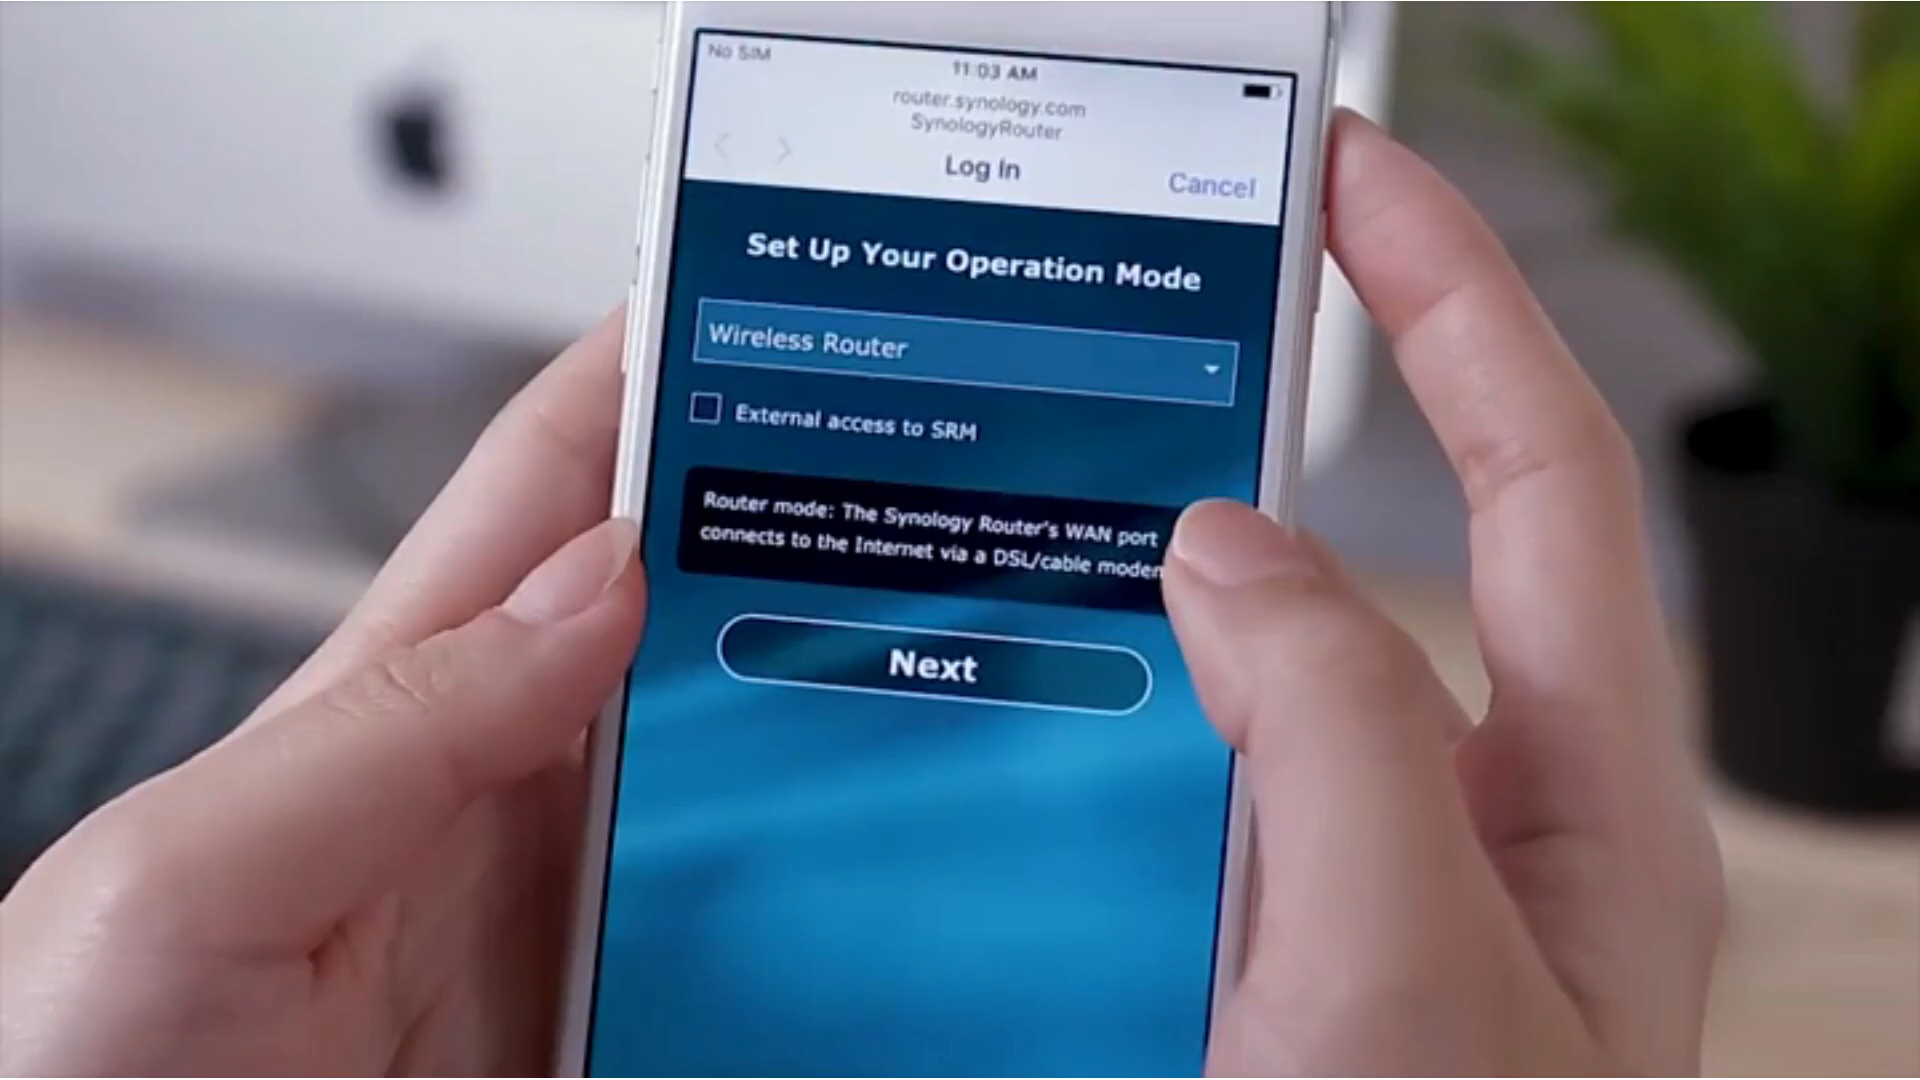 No SIM
11:03 AM
router.synology.com
SynologyRouter
Log In
Cancel
Set Up Your Operation Mode
Wireless Router
External access to SRM
Router mode: The Synology Router's WAN port
connects to the Internet via a DSL/cable modem
Next